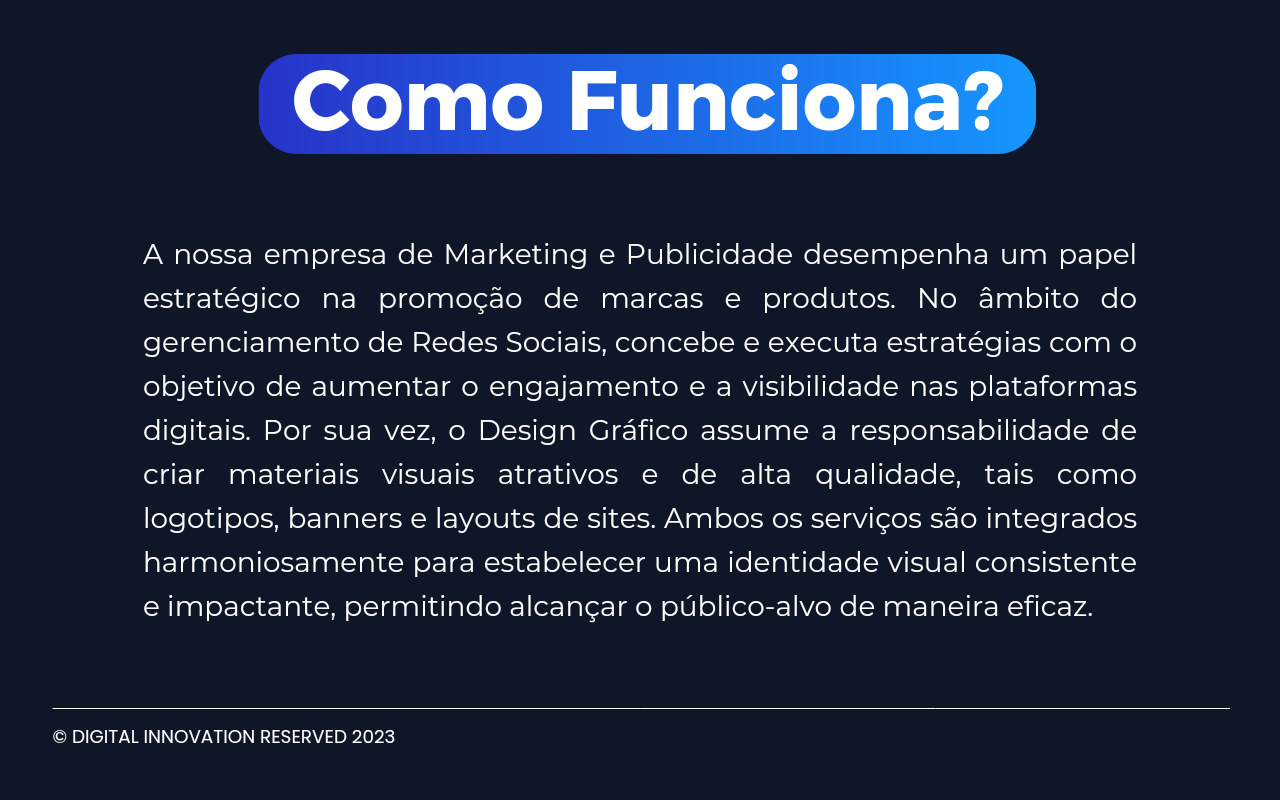 Como Funciona?
A nossa empresa de Marketing e Publicidade desempenha um papel
estratégico na promoção de marcas e produtos. No âmbito do
gerenciamento de Redes Sociais, concebe e executa estratégias com o
objetivo de aumentar o engajamento e a visibilidade nas plataformas
digitais. Por sua vez, o Design Gráfico assume a responsabilidade de
criar materiais visuais atrativos e de alta qualidade, tais como
logotipos, banners e layouts de sites. Ambos os serviços são integrados
harmoniosamente para estabelecer uma identidade visual consistente
e impactante, permitindo alcançar o público-alvo de maneira eficaz.
© DIGITAL INNOVATION RESERVED 2023